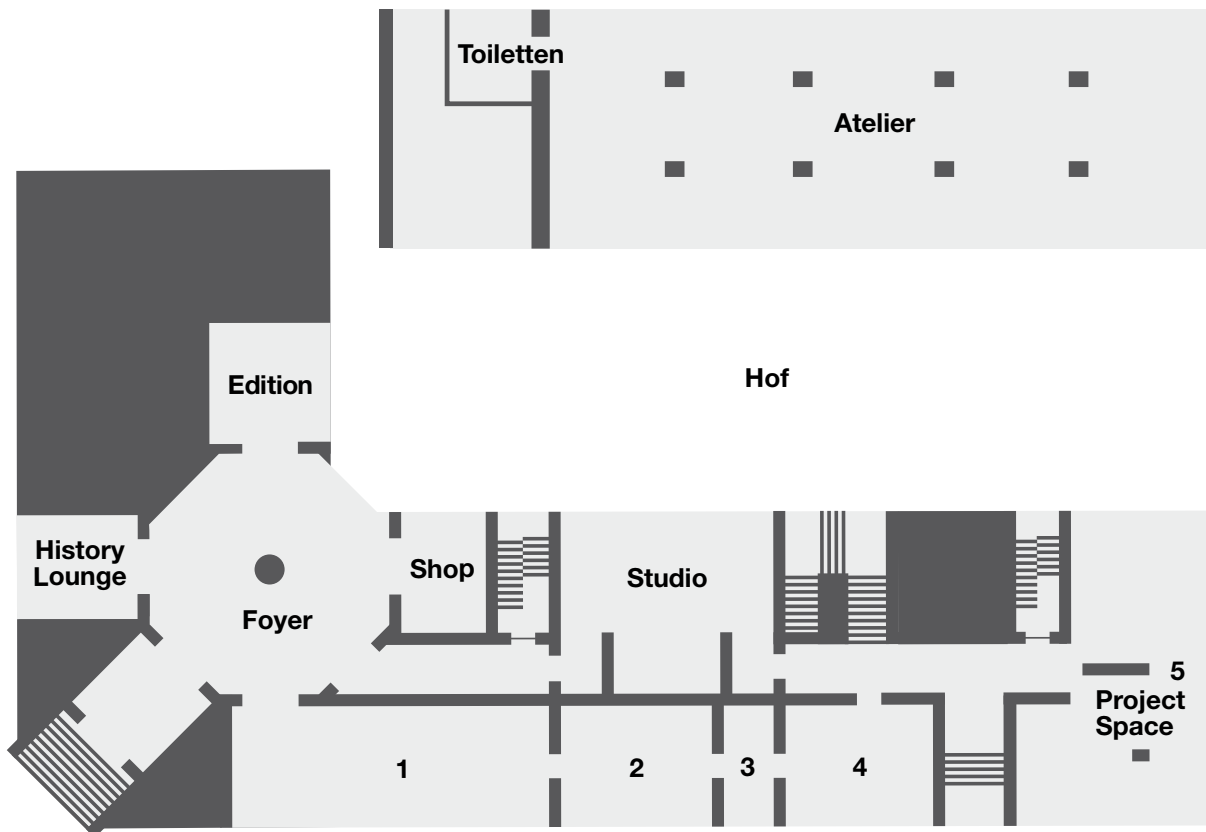 Toiletten
Atelier
Edition
Hof
History
Lounge
Foyer
Shop
Studio
1
2
3
4
5
Project
Space